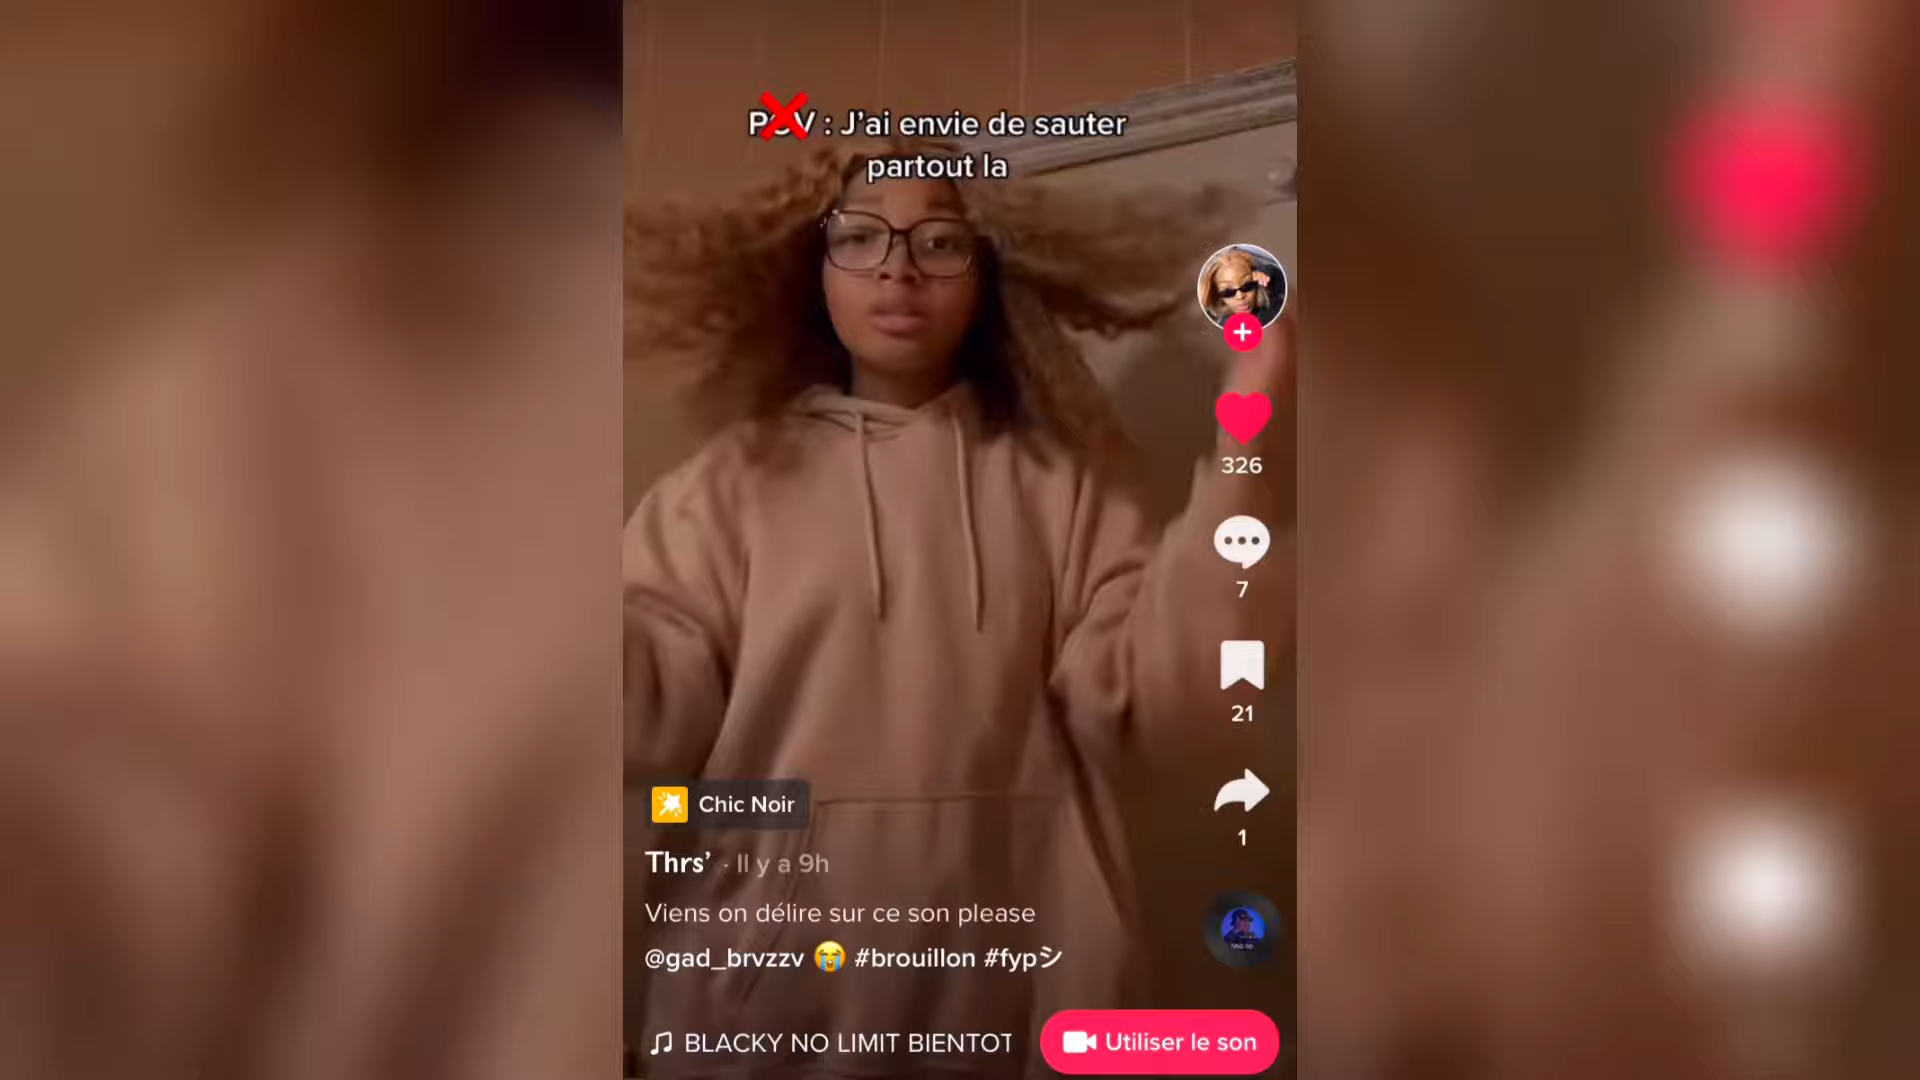 POV : J'ai envie de sauter
partout la
326
7
21
1
Chic Noir
Thrs' · Il y a 9h
Viens on délire sur ce son please
@gad_brvzzv 😭 #brouillon #fypシ
BLACKY NO LIMIT BIENTOT
Utiliser le son